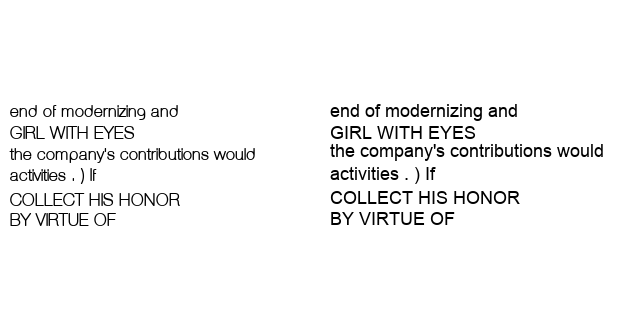 end of modernizing and
GIRL WITH EYES
the company's contributions would
activities . ) If
COLLECT HIS HONOR
BY VIRTUE OF
end of modernizing and
GIRL WITH EYES
the company's contributions would
activities . ) If
COLLECT HIS HONOR
BY VIRTUE OF